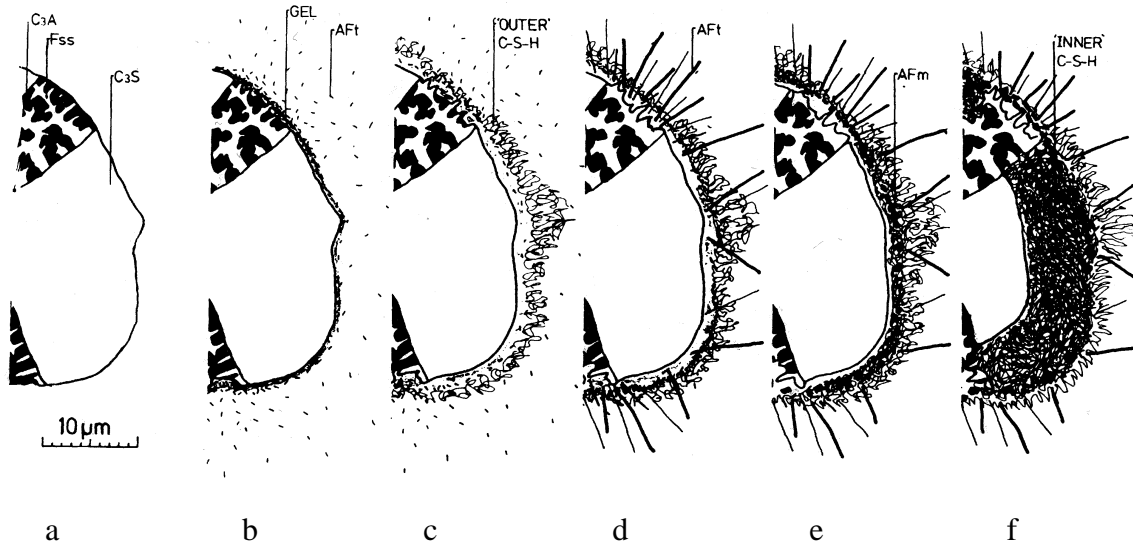 C₃A
Fss
C₃S
10 µm
GEL
AFt
'OUTER'
C-S-H
AFt
AFm
'INNER'
C-S-H
a b c d e f